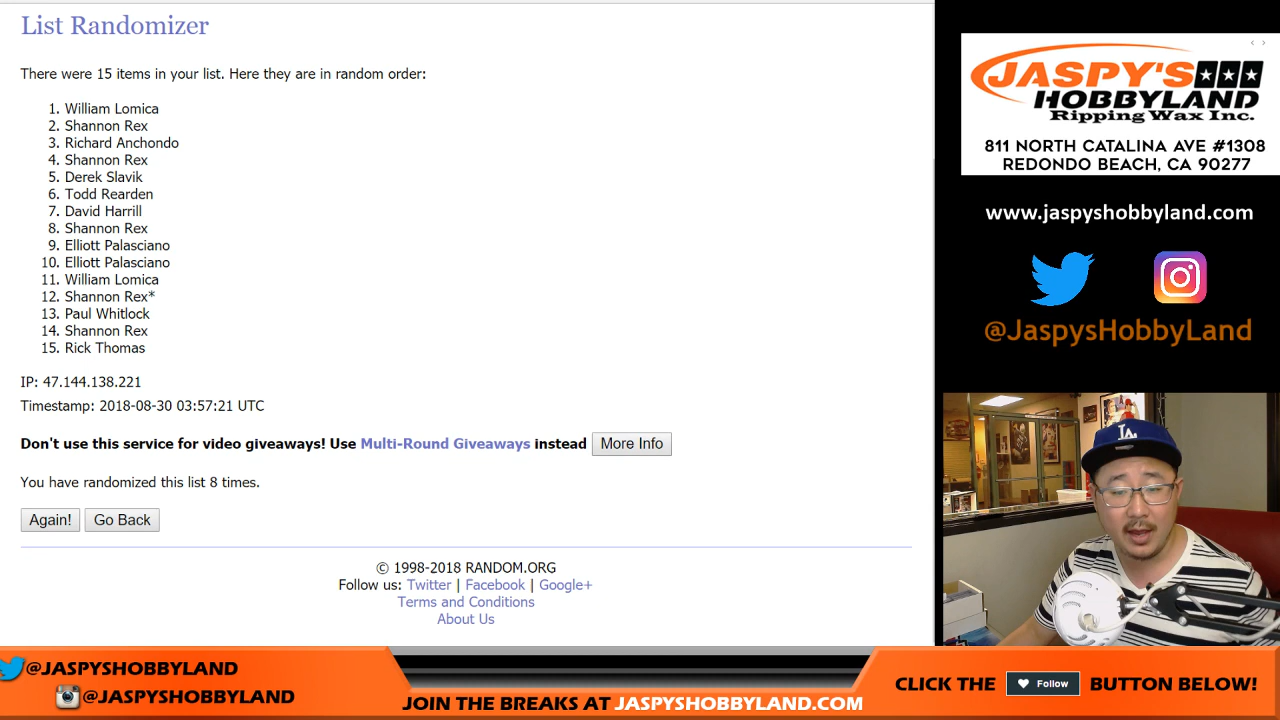 List Randomizer
There were 15 items in your list. Here they are in random order:
1. William Lomica
2. Shannon Rex
3. Richard Anchondo
4. Shannon Rex
5. Derek Slavik
6. Todd Rearden
7. David Harrill
8. Shannon Rex
9. Elliott Palasciano
10. Elliott Palasciano
11. William Lomica
12. Shannon Rex*
13. Paul Whitlock
14. Shannon Rex
15. Rick Thomas
IP: 47.144.138.221
Timestamp: 2018-08-30 03:57:21 UTC
Don't use this service for video giveaways! Use Multi-Round Giveaways instead More Info
You have randomized this list 8 times.
Again! Go Back
© 1998-2018 RANDOM.ORG
Follow us: Twitter | Facebook | Google+
Terms and Conditions
About Us
JASPY'S
HOBBYLAND
Ripping Wax Inc.
811 NORTH CATALINA AVE #1308
REDONDO BEACH, CA 90277
www.jaspyshobbyland.com
@JaspysHobbyLand
LA
@JASPYSHOBBYLAND
@JASPYSHOBBYLAND
JOIN THE BREAKS AT JASPYSHOBBYLAND.COM
CLICK THE Follow BUTTON BELOW!